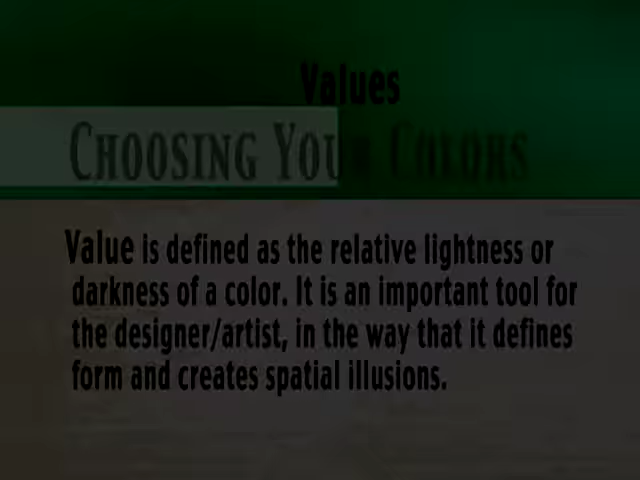 Values
CHOOSING YOUR COLORS
Value is defined as the relative lightness or
darkness of a color. It is an important tool for
the designer/artist, in the way that it defines
form and creates spatial illusions.